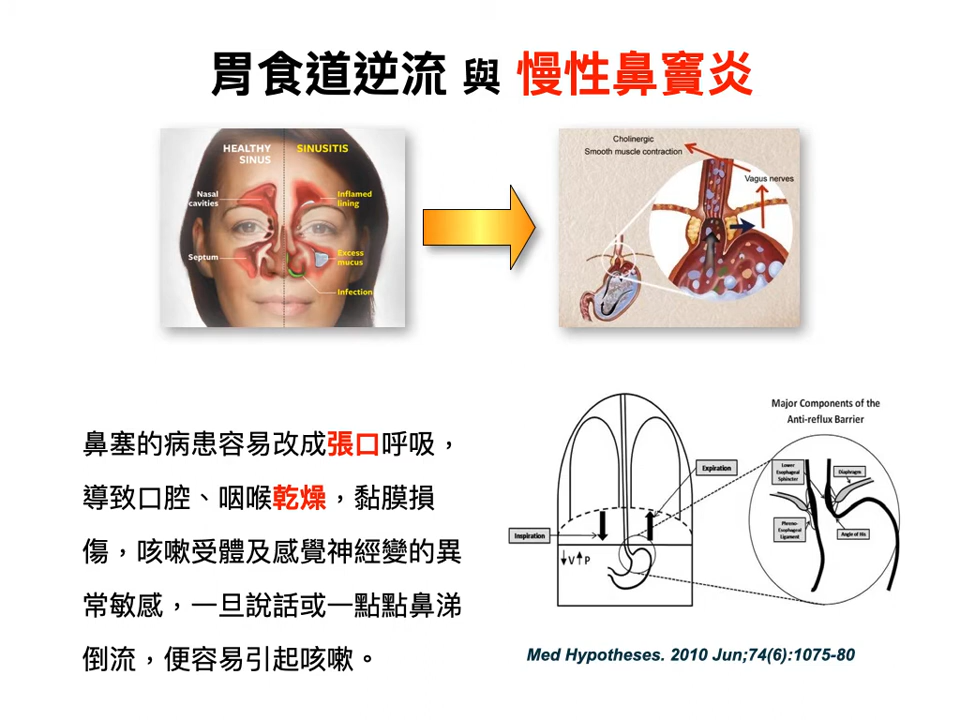 胃食道逆流 與 慢性鼻竇炎
HEALTHY
SINUS
SINUSITIS
Nasal
cavities
Inflamed
lining
Septum
Excess
mucus
Infection
Cholinergic
Smooth muscle contraction
Vagus nerves
鼻塞的病患容易改成張口呼吸，
導致口腔、咽喉乾燥，黏膜損
傷，咳嗽受體及感覺神經變的異
常敏感，一旦說話或一點點鼻涕
倒流，便容易引起咳嗽。
Major Components of the
Anti-reflux Barrier
Expiration
Inspiration
↓V↑P
Lower
Esophageal
Sphincter
Diaphragm
Phreno-
Esophageal
Ligament
Angle of His
Med Hypotheses. 2010 Jun;74(6):1075-80